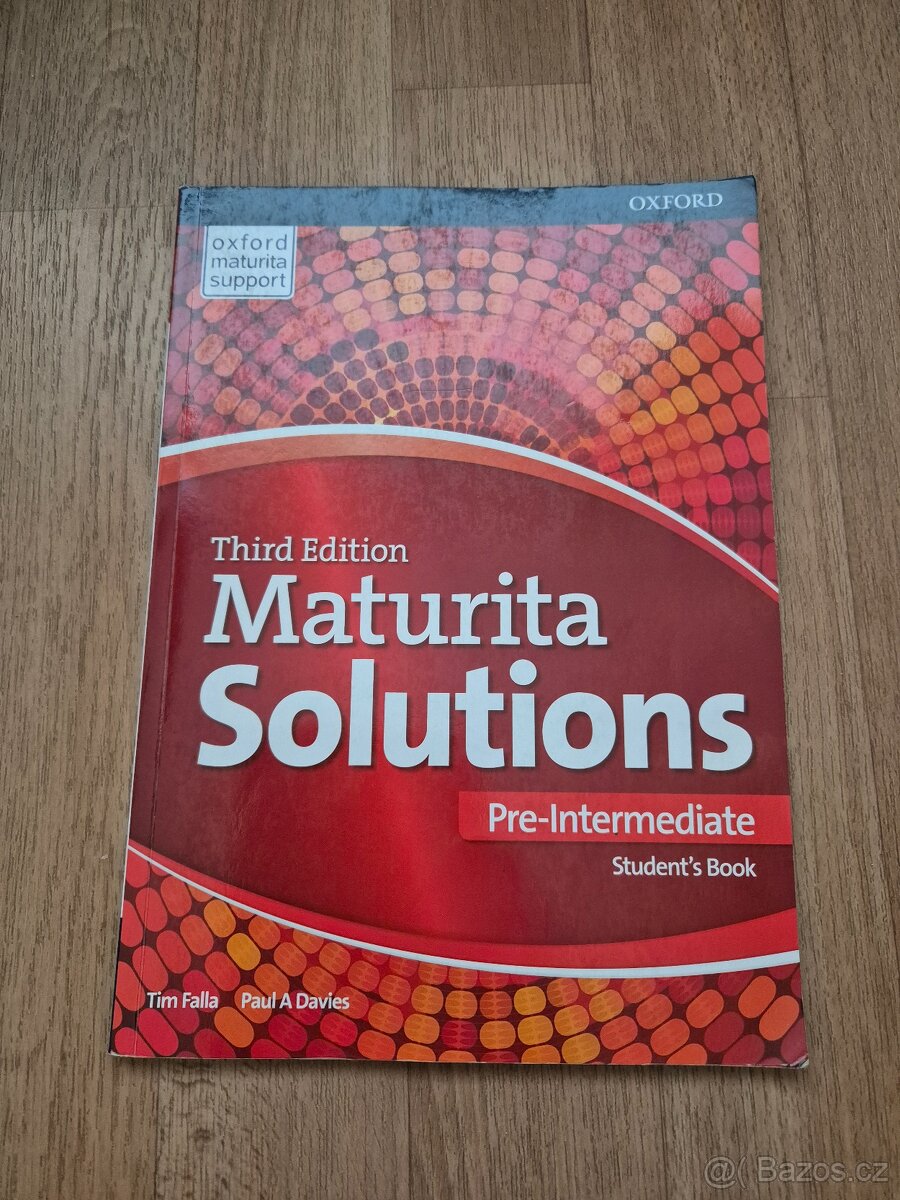 OXFORD
oxford
maturita
support
Third Edition
Maturita
Solutions
Pre-Intermediate
Student's Book
Tim Falla Paul A Davies
@( Bazos.cz